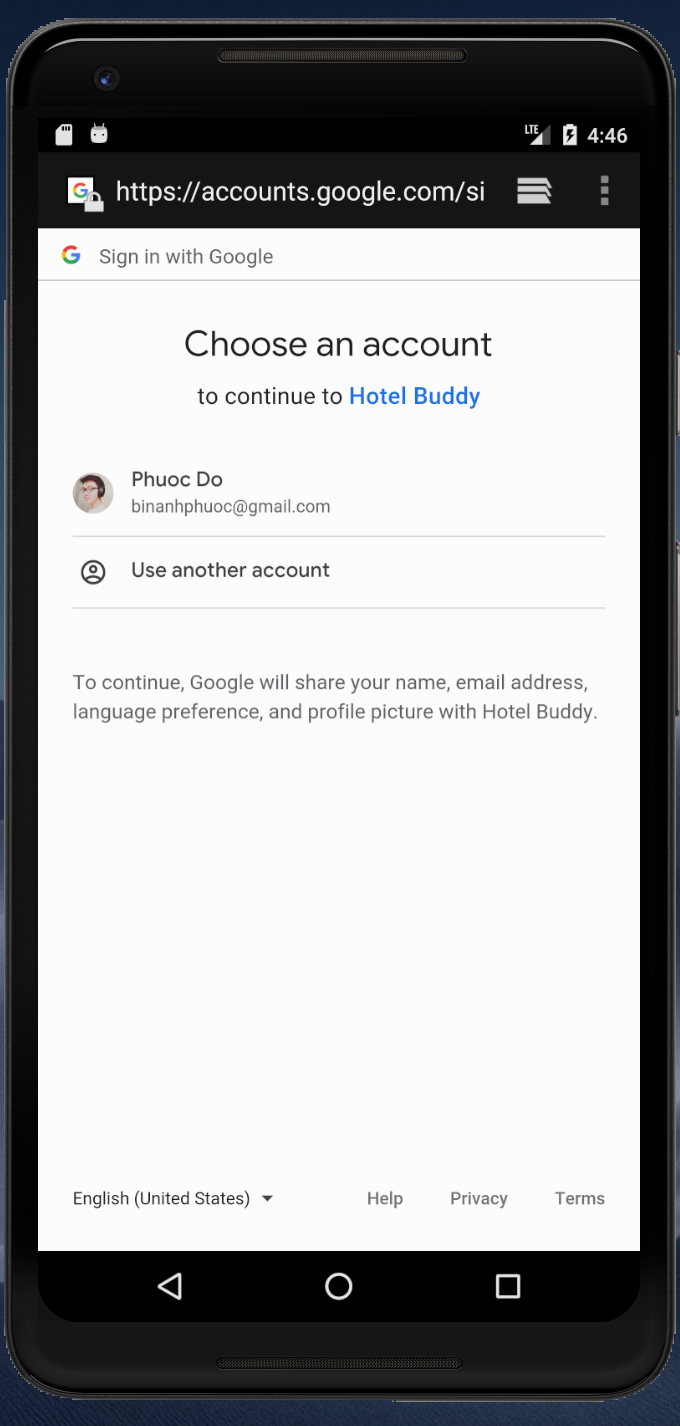 LTE 4:46
https://accounts.google.com/si
Sign in with Google
Choose an account
to continue to Hotel Buddy
Phuoc Do
binanhphuoc@gmail.com
Use another account
To continue, Google will share your name, email address,
language preference, and profile picture with Hotel Buddy.
English (United States) Help Privacy Terms